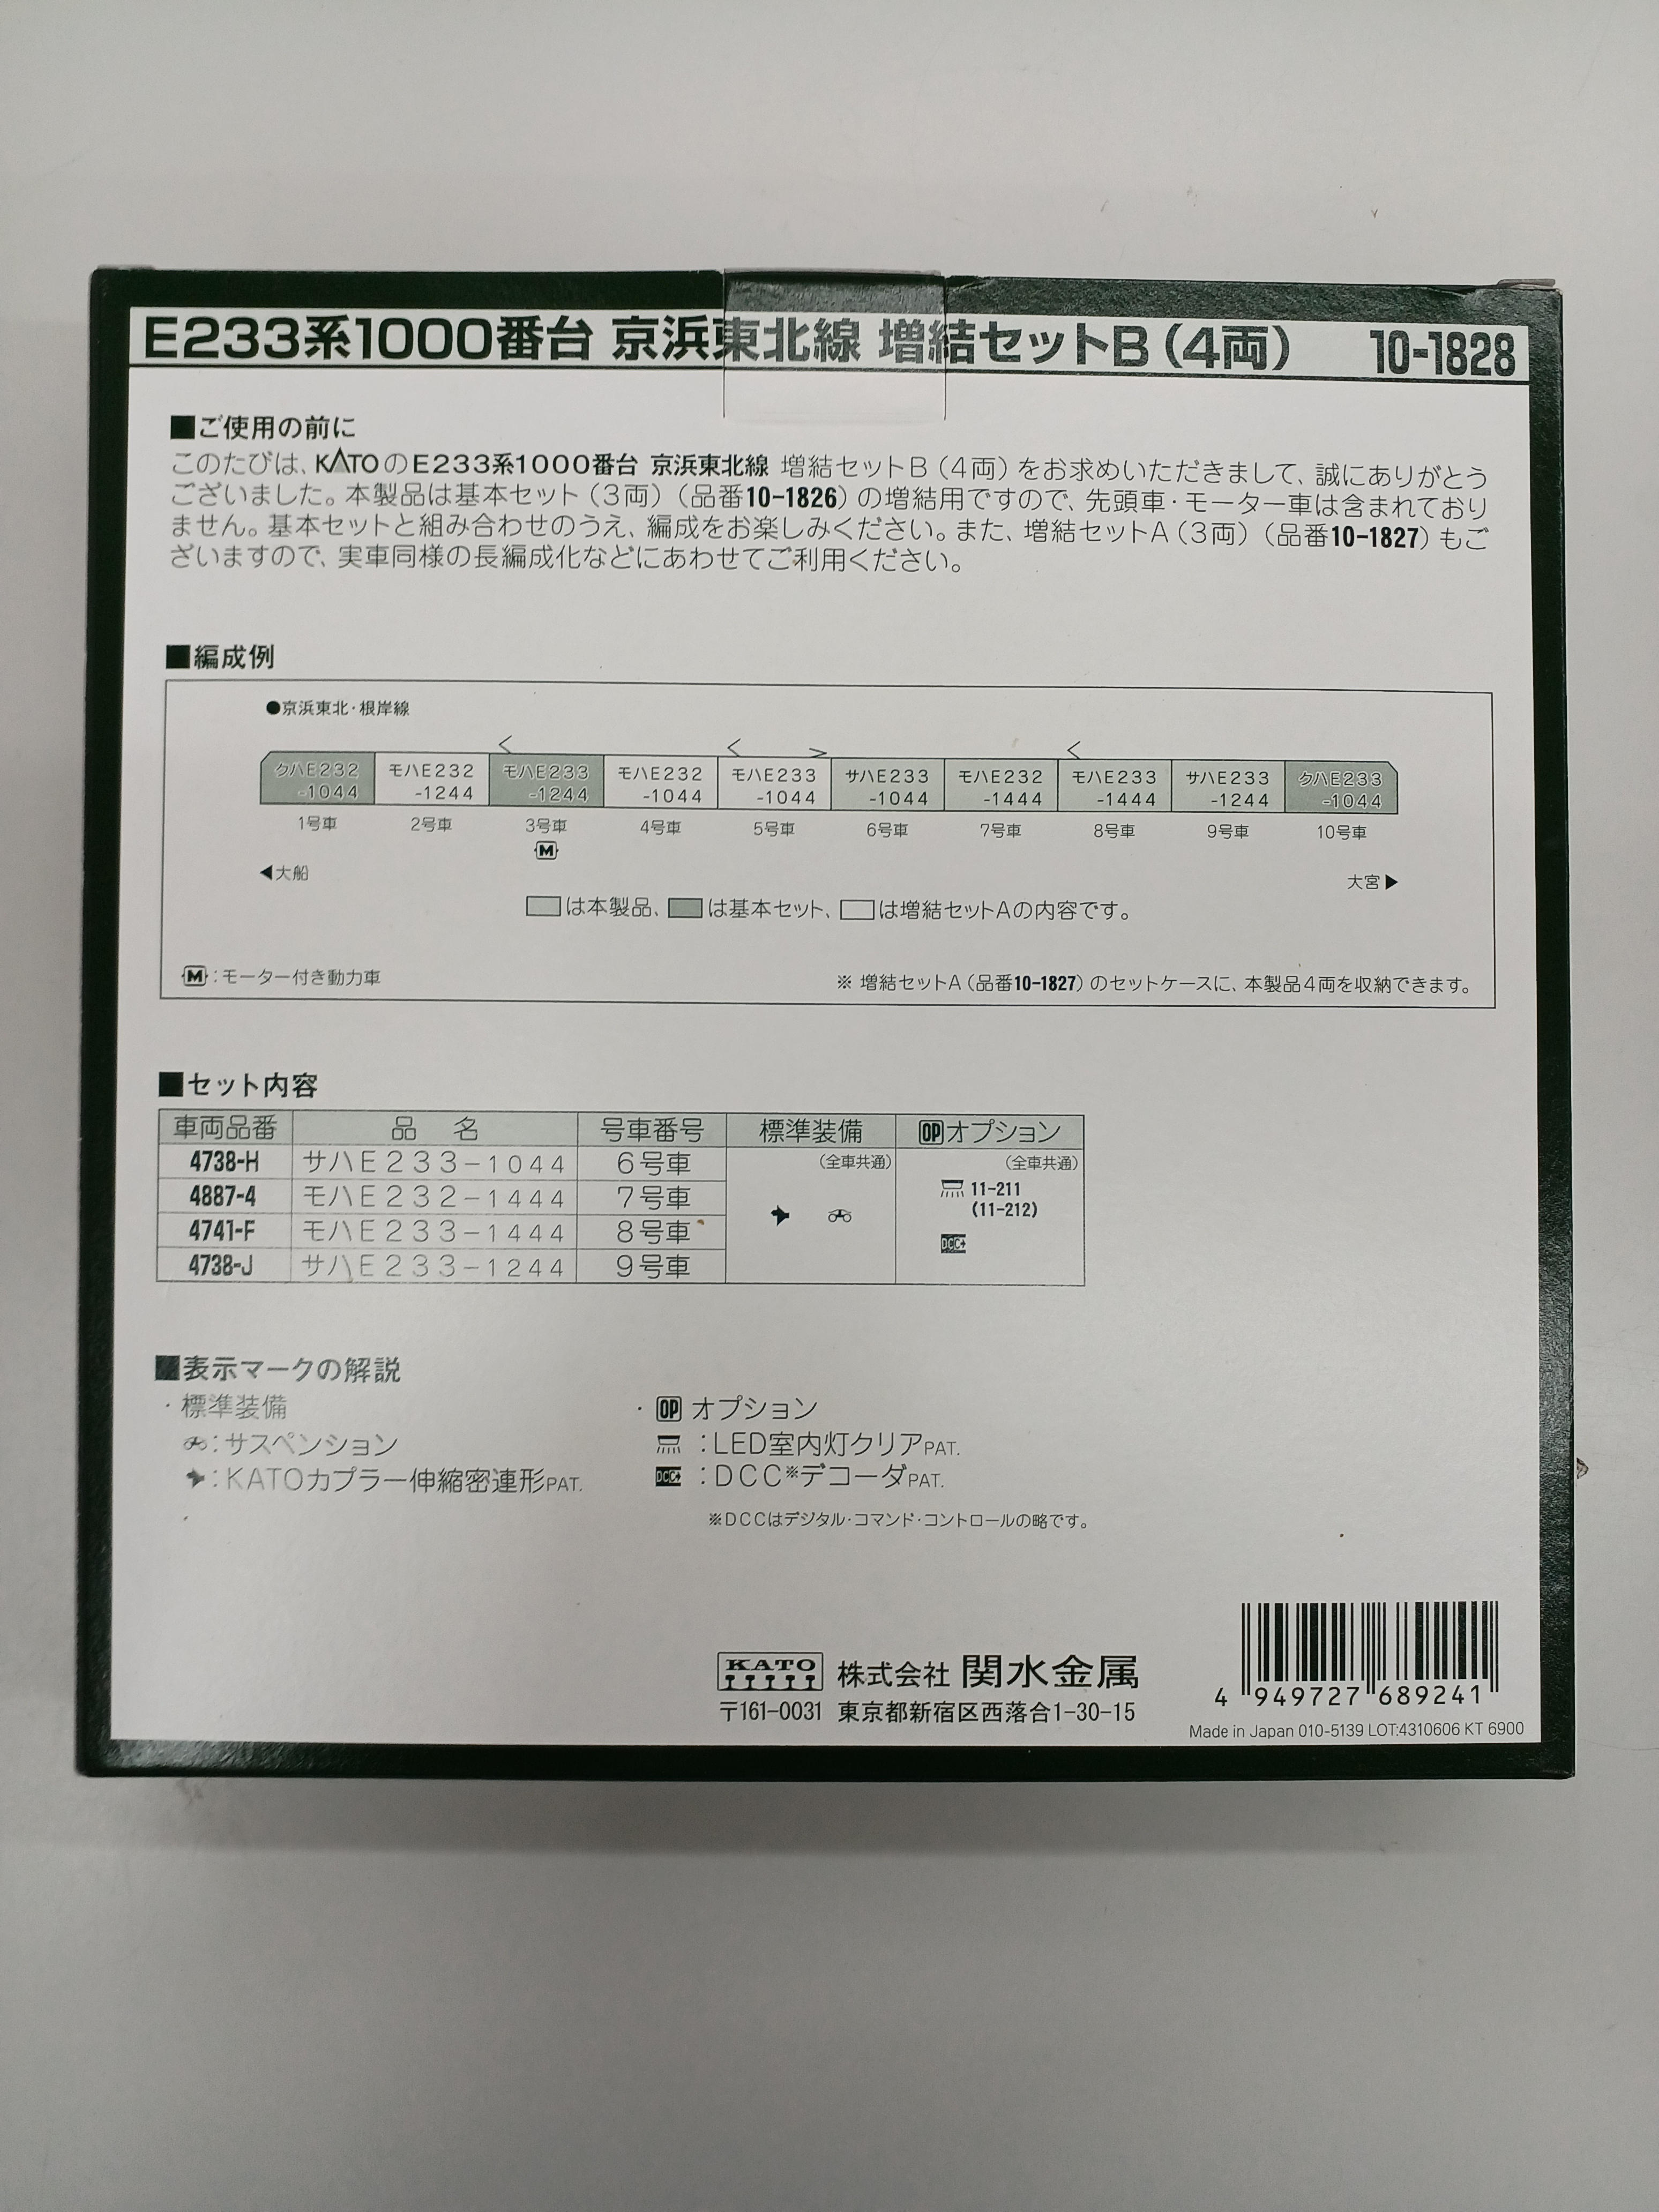 E233系1000番台 京浜東北線 増結セットB（4両） 10-1828
■ご使用の前に
このたびは、KATOのE233系1000番台 京浜東北線 増結セットB（4両）をお求めいただきまして、誠にありがとう
ございました。本製品は基本セット（3両）（品番10-1826）の増結用ですので、先頭車・モーター車は含まれており
ません。基本セットと組み合わせのうえ、編成をお楽しみください。また、増結セットA（3両）（品番10-1827）もご
ざいますので、実車同様の長編成化などにあわせてご利用ください。
■編成例
●京浜東北・根岸線
クハE232 モハE232 モハE233 モハE232 モハE233 サハE233 モハE232 モハE233 サハE233 クハE233
-1044 -1244 -1244 -1044 -1044 -1044 -1444 -1444 -1244 -1044
1号車 2号車 3号車 4号車 5号車 6号車 7号車 8号車 9号車 10号車
M
◀大船 大宮▶
は本製品、は基本セット、は増結セットAの内容です。
M：モーター付き動力車 ※ 増結セットA（品番10-1827）のセットケースに、本製品4両を収納できます。
■セット内容
車両品番 品 名 号車番号 標準装備 OPオプション
4738-H サハE233-1044 6号車 （全車共通） （全車共通）
4887-4 モハE232-1444 7号車 11-211
(11-212)
4741-F モハE233-1444 8号車
DCC
4738-J サハE233-1244 9号車
■表示マークの解説
・標準装備 ・OP オプション
：サスペンション ：LED室内灯クリアPAT.
：KATOカプラー伸縮密連形PAT. DCC ：DCC※デコーダPAT.
※DCCはデジタル・コマンド・コントロールの略です。
KATO 株式会社 関水金属
〒161-0031 東京都新宿区西落合1-30-15
4 949727 689241
Made in Japan 010-5139 LOT:4310606 KT 6900